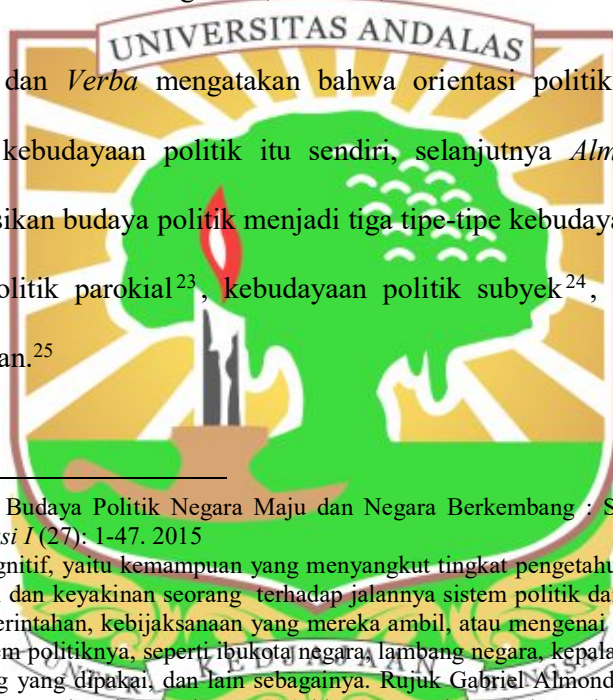 UNIVERSITAS ANDALAS
dan Verba mengatakan bahwa orientasi politik
kebudayaan politik itu sendiri, selanjutnya Alm
sikan budaya politik menjadi tiga tipe-tipe kebuday
olitik parokial23, kebudayaan politik subyek24,
an.25
Budaya Politik Negara Maju dan Negara Berkembang : S
si I (27): 1-47. 2015
gnitif, yaitu kemampuan yang menyangkut tingkat pengetahu
dan keyakinan seorang terhadap jalannya sistem politik da
erintahan, kebijaksanaan yang mereka ambil, atau mengenai
em politiknya, seperti ibukota negara, lambang negara, kepala
g yang dipakai, dan lain sebagainya. Rujuk Gabriel Almond
KEDJAJAAN